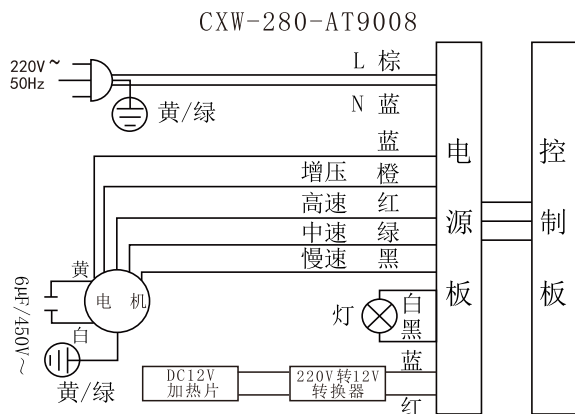 CXW-280-AT9008
220V ~
50Hz
L 棕
N 蓝
黄/绿
蓝
增压 橙
高速 红
中速 绿
慢速 黑
电源板
控制板
黄
电 机
6μF/450V~
白
黄/绿
灯
白
黑
DC12V
加热片
220V转12V
转换器
蓝
红